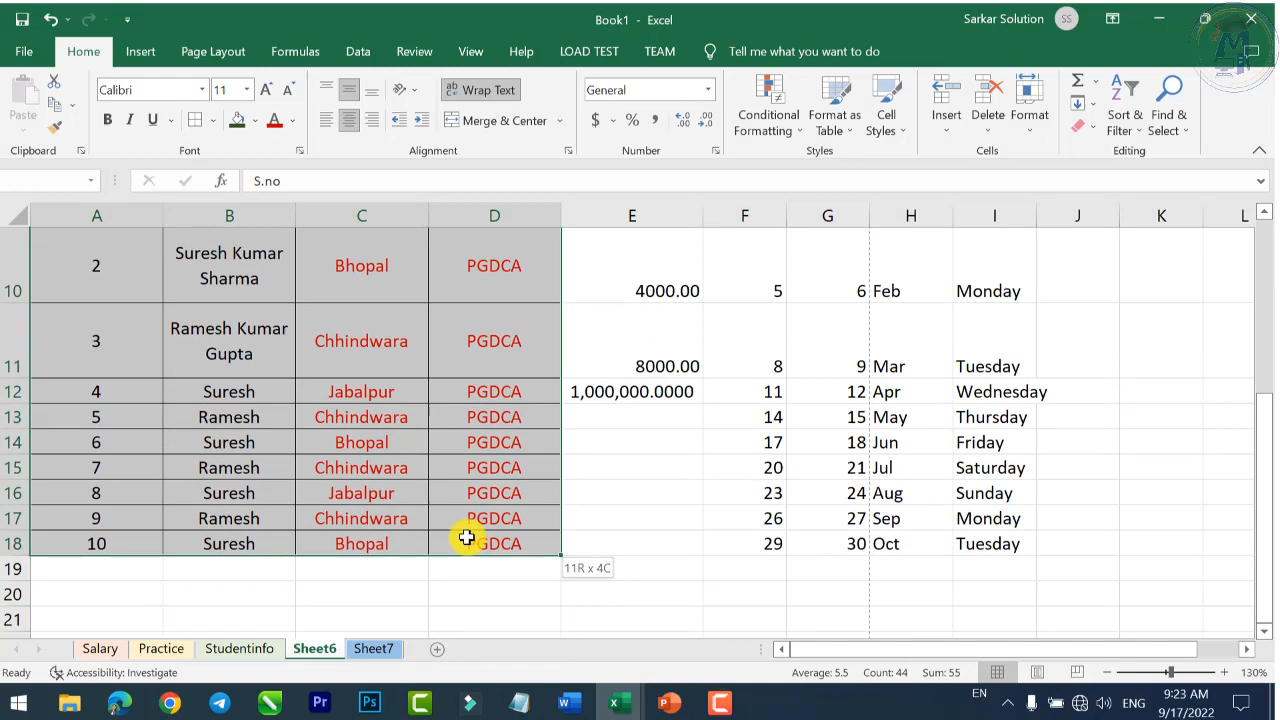 Book1 - Excel
Sarkar Solution SS
File Home Insert Page Layout Formulas Data Review View Help LOAD TEST TEAM Tell me what you want to do
Calibri 11
Wrap Text
General
Paste
B I U A
Merge & Center
$ % ,
Conditional Formatting
Format as Table
Cell Styles
Insert Delete Format
Sort & Filter
Find & Select
Clipboard Font Alignment Number Styles Cells Editing
fx S.no
A B C D E F G H I J K L
10 2 Suresh Kumar Sharma Bhopal PGDCA 4000.00 5 6 Feb Monday
11 3 Ramesh Kumar Gupta Chhindwara PGDCA 8000.00 8 9 Mar Tuesday
12 4 Suresh Jabalpur PGDCA 1,000,000.0000 11 12 Apr Wednesday
13 5 Ramesh Chhindwara PGDCA 14 15 May Thursday
14 6 Suresh Bhopal PGDCA 17 18 Jun Friday
15 7 Ramesh Chhindwara PGDCA 20 21 Jul Saturday
16 8 Suresh Jabalpur PGDCA 23 24 Aug Sunday
17 9 Ramesh Chhindwara PGDCA 26 27 Sep Monday
18 10 Suresh Bhopal PGDCA 29 30 Oct Tuesday
11R x 4C
19
20
21
Salary Practice Studentinfo Sheet6 Sheet7
Ready Accessibility: Investigate Average: 5.5 Count: 44 Sum: 55 130%
EN ENG 9:23 AM
9/17/2022